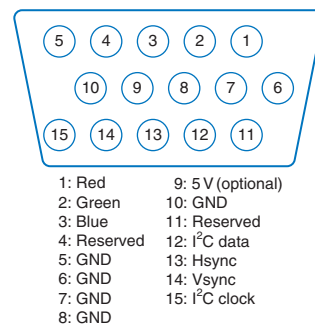 5 4 3 2 1
10 9 8 7 6
15 14 13 12 11
1: Red
2: Green
3: Blue
4: Reserved
5: GND
6: GND
7: GND
8: GND
9: 5 V (optional)
10: GND
11: Reserved
12: I²C data
13: Hsync
14: Vsync
15: I²C clock